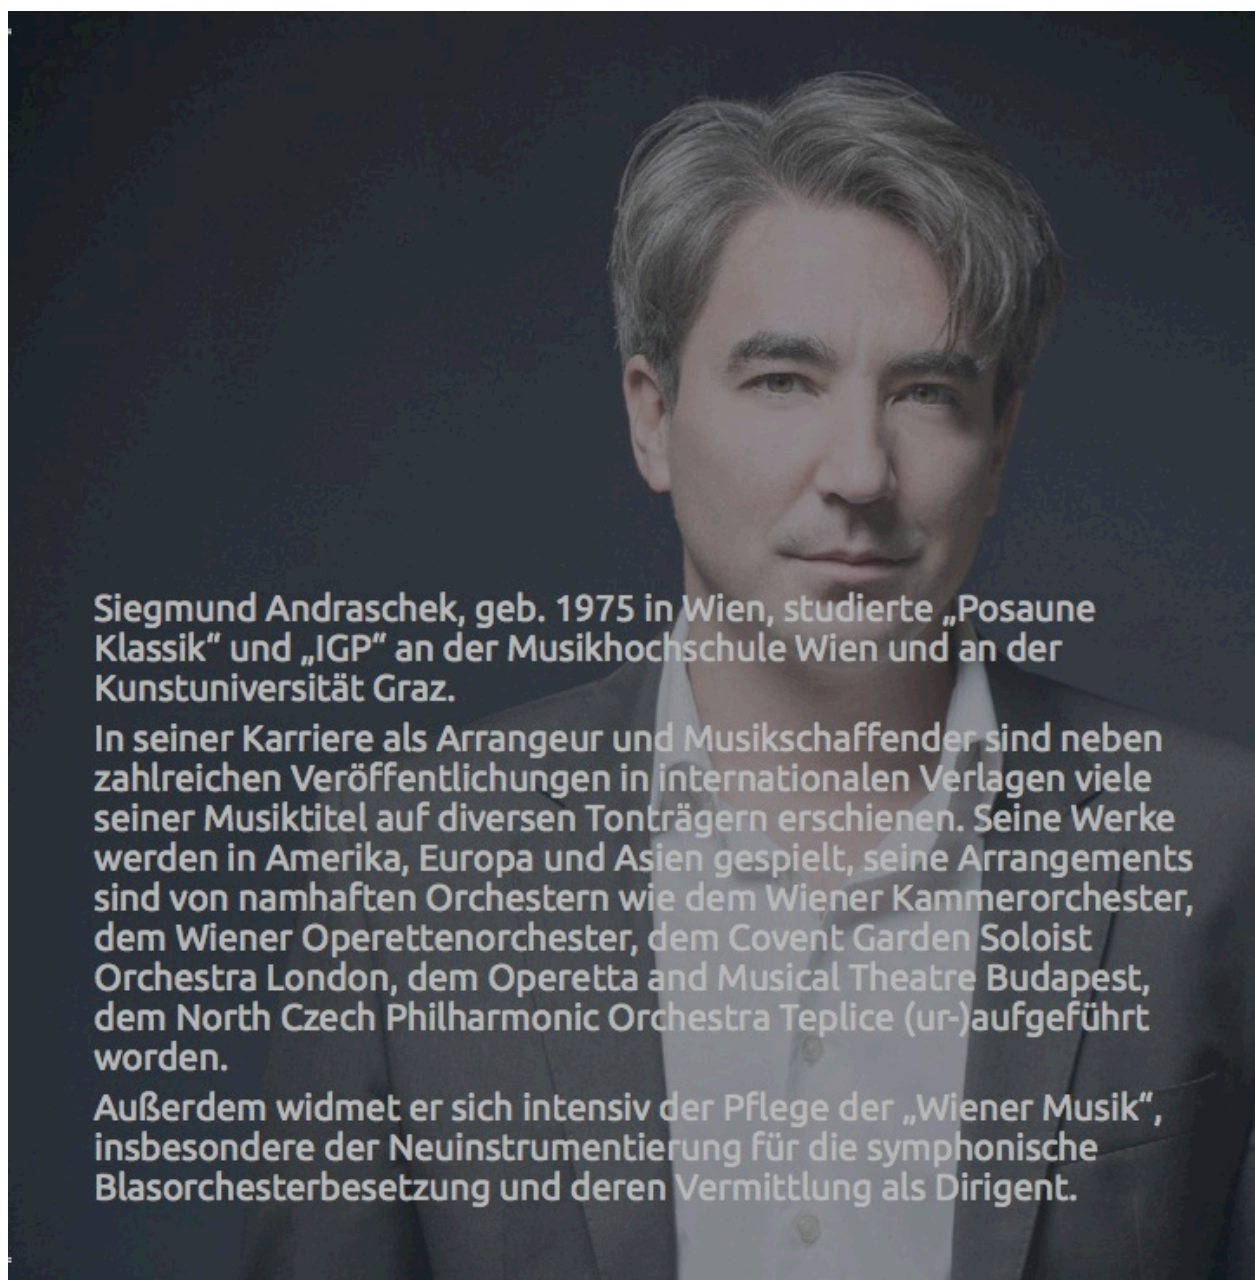 Siegmund Andraschek, geb. 1975 in Wien, studierte „Posaune
Klassik“ und „IGP“ an der Musikhochschule Wien und an der
Kunstuniversität Graz.
In seiner Karriere als Arrangeur und Musikschaffender sind neben
zahlreichen Veröffentlichungen in internationalen Verlagen viele
seiner Musiktitel auf diversen Tonträgern erschienen. Seine Werke
werden in Amerika, Europa und Asien gespielt, seine Arrangements
sind von namhaften Orchestern wie dem Wiener Kammerorchester,
dem Wiener Operettenorchester, dem Covent Garden Soloist
Orchestra London, dem Operetta and Musical Theatre Budapest,
dem North Czech Philharmonic Orchestra Teplice (ur-)aufgeführt
worden.
Außerdem widmet er sich intensiv der Pflege der „Wiener Musik“,
insbesondere der Neuinstrumentierung für die symphonische
Blasorchesterbesetzung und deren Vermittlung als Dirigent.